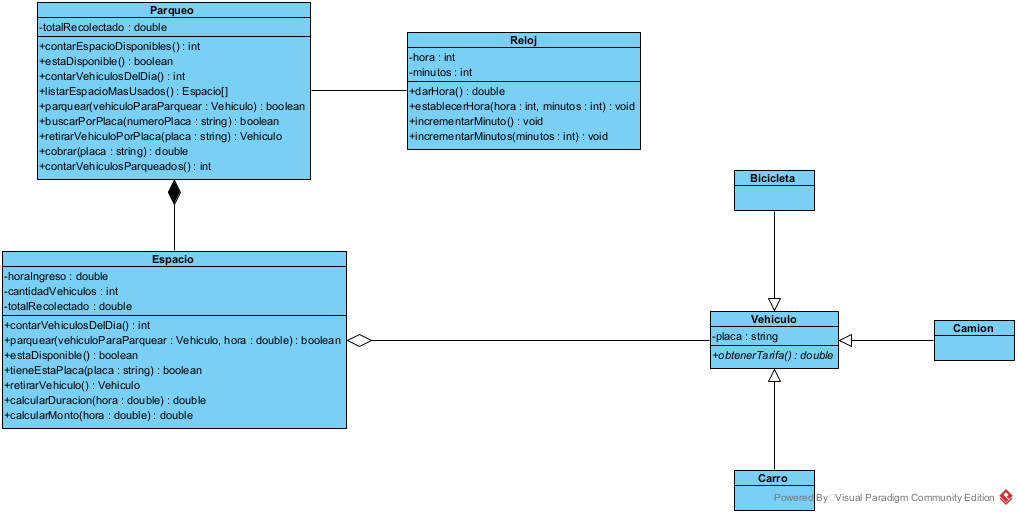 Parqueo
-totalRecolectado : double
+contarEspacioDisponibles() : int
+estaDisponible() : boolean
+contarVehiculosDelDia() : int
+listarEspacioMasUsados() : Espacio[]
+parquear(vehiculoParaParquear : Vehiculo) : boolean
+buscarPorPlaca(numeroPlaca : string) : boolean
+retirarVehiculoPorPlaca(placa : string) : Vehiculo
+cobrar(placa : string) : double
+contarVehiculosParqueados() : int
Reloj
-hora : int
-minutos : int
+darHora() : double
+establecerHora(hora : int, minutos : int) : void
+incrementarMinuto() : void
+incrementarMinutos(minutos : int) : void
Bicicleta
Espacio
-horaIngreso : double
-cantidadVehiculos : int
-totalRecolectado : double
+contarVehiculosDelDia() : int
+parquear(vehiculoParaParquear : Vehiculo, hora : double) : boolean
+estaDisponible() : boolean
+tieneEstaPlaca(placa : string) : boolean
+retirarVehiculo() : Vehiculo
+calcularDuracion(hora : double) : double
+calcularMonto(hora : double) : double
Vehiculo
-placa : string
+obtenerTarifa() : double
Camion
Carro
Powered By Visual Paradigm Community Edition